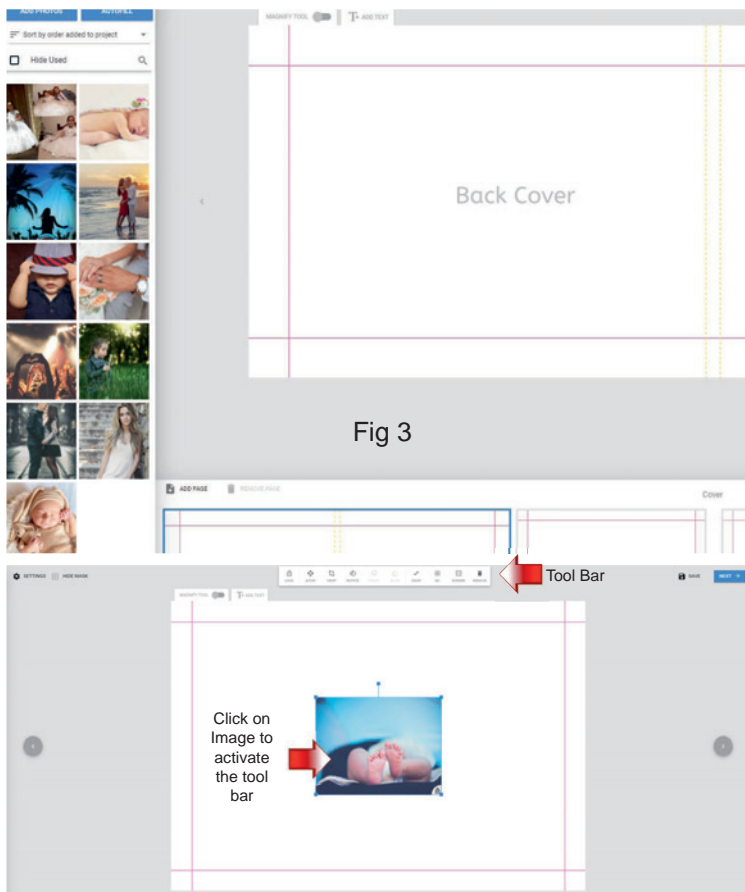 ADD PHOTOS
AUTOFILL
Sort by order added to project
Hide Used
MAGNIFY TOOL
T+ ADD TEXT
Back Cover
Fig 3
ADD PAGE
REMOVE PAGE
Cover
SETTINGS
HIDE MASK
Tool Bar
SAVE
NEXT
MAGNIFY TOOL
T+ ADD TEXT
Click on
Image to
activate
the tool
bar